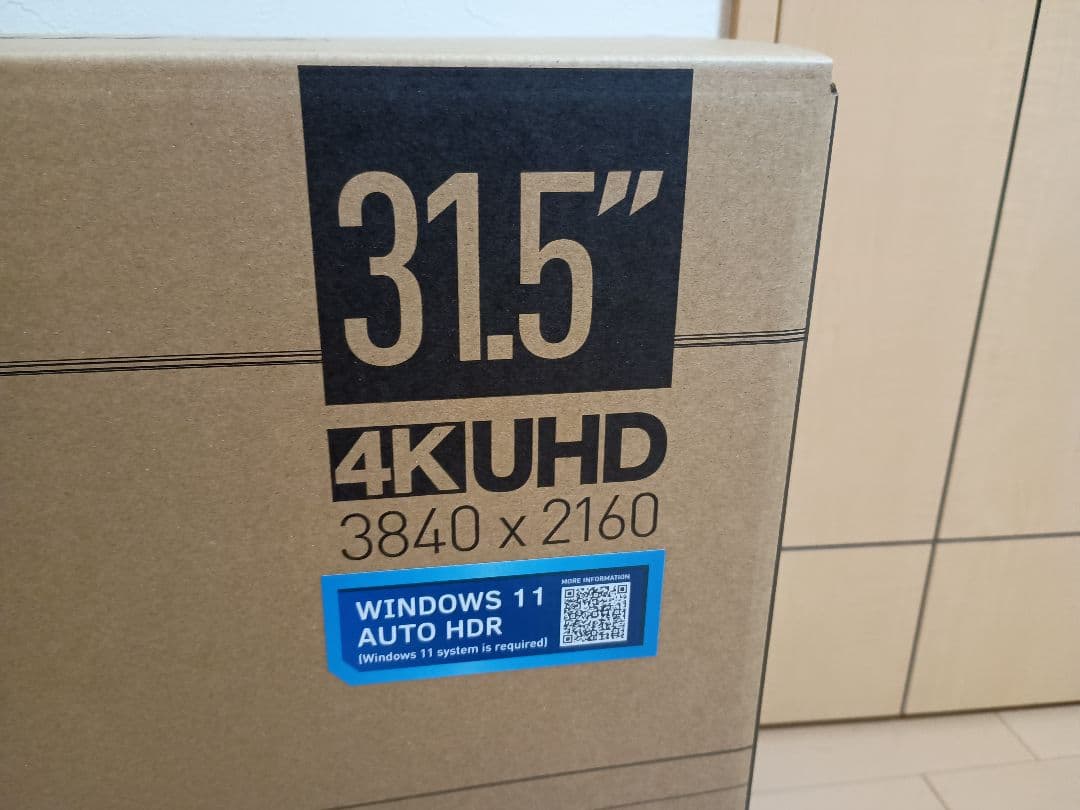 31.5”
4K UHD
3840 x 2160
MORE INFORMATION
WINDOWS 11
AUTO HDR
(Windows 11 system is required)